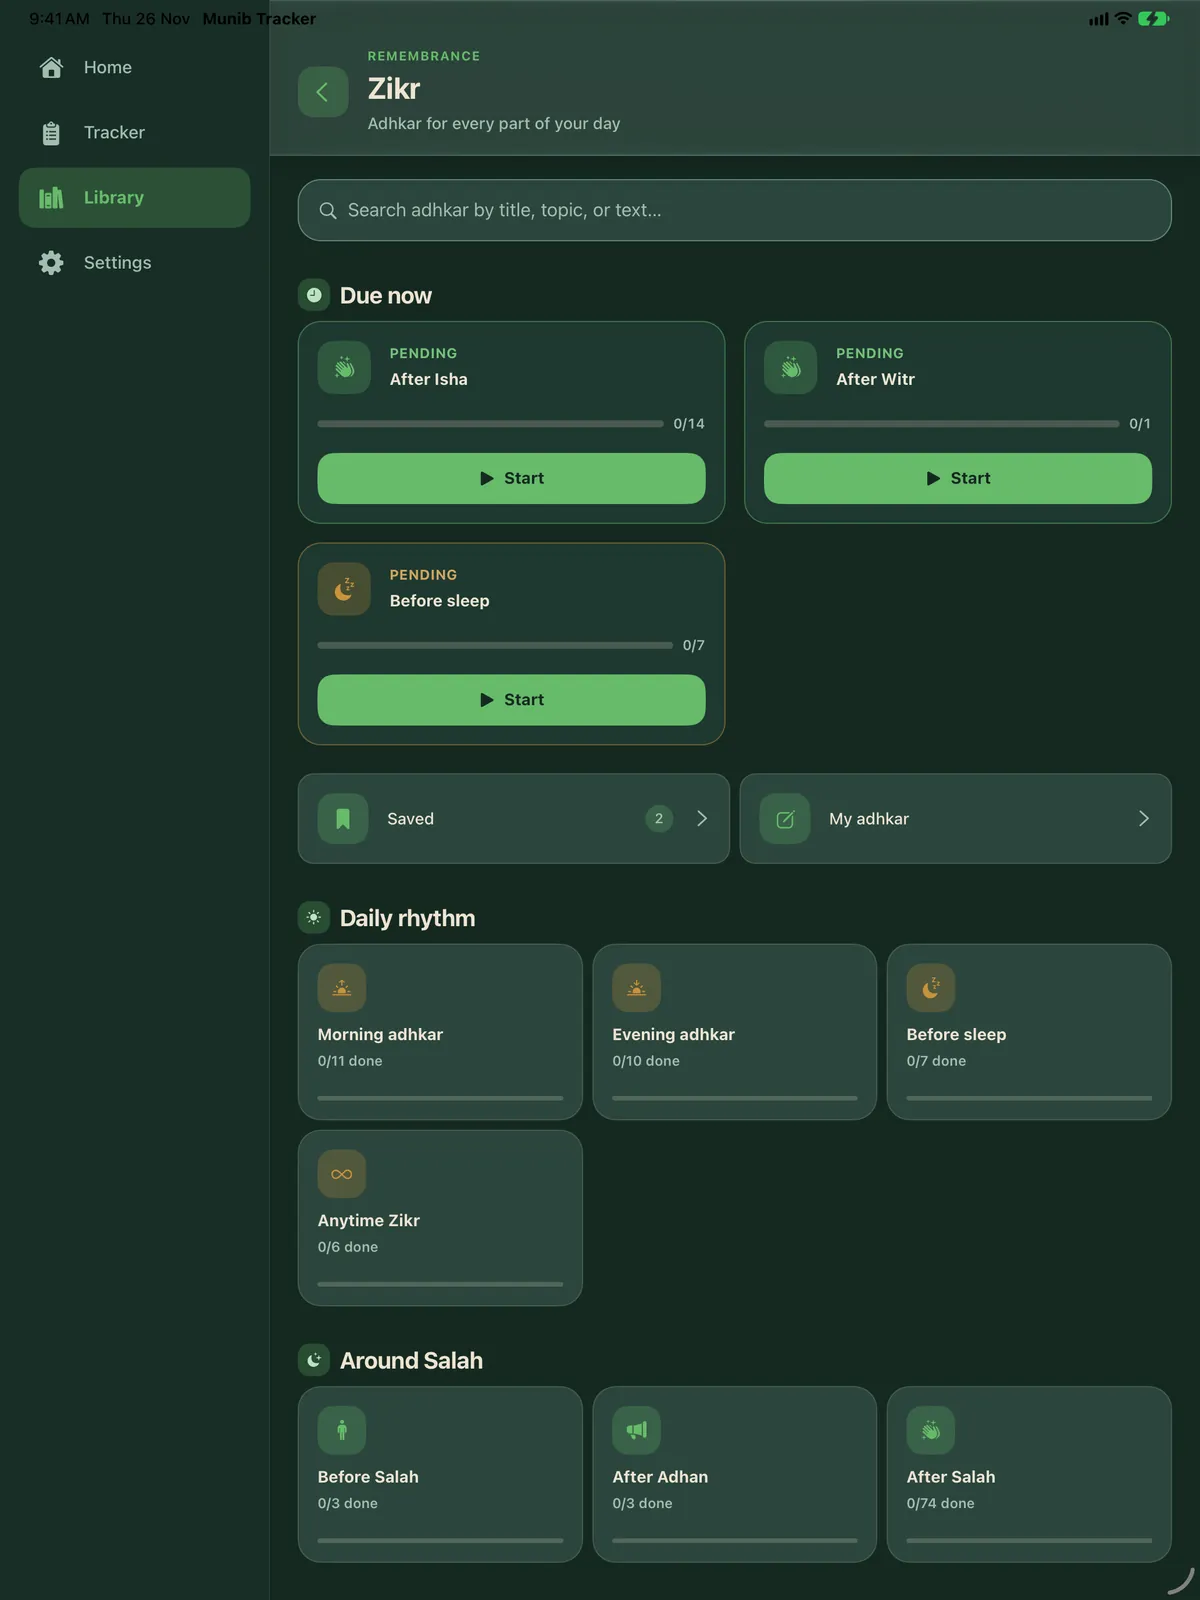 9:41 AM Thu 26 Nov Munib Tracker
Home
Tracker
Library
Settings
REMEMBRANCE
Zikr
Adhkar for every part of your day
Search adhkar by title, topic, or text...
Due now
PENDING
After Isha
0/14
Start
PENDING
After Witr
0/1
Start
PENDING
Before sleep
0/7
Start
Saved
2
My adhkar
Daily rhythm
Morning adhkar
0/11 done
Evening adhkar
0/10 done
Before sleep
0/7 done
Anytime Zikr
0/6 done
Around Salah
Before Salah
0/3 done
After Adhan
0/3 done
After Salah
0/74 done